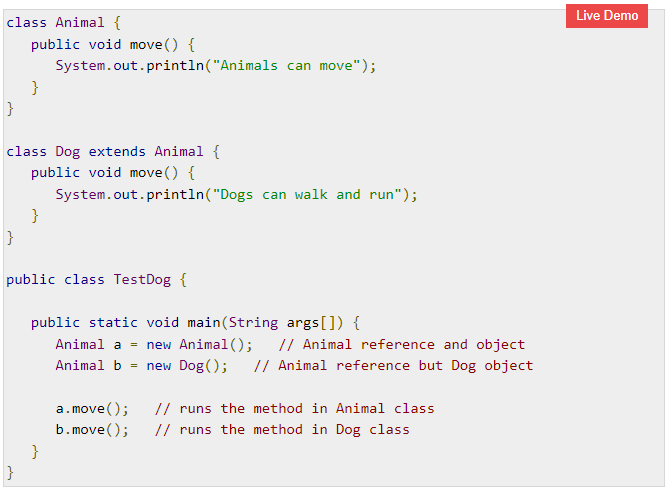 Live Demo
class Animal {
   public void move() {
      System.out.println("Animals can move");
   }
}

class Dog extends Animal {
   public void move() {
      System.out.println("Dogs can walk and run");
   }
}

public class TestDog {

   public static void main(String args[]) {
      Animal a = new Animal();   // Animal reference and object
      Animal b = new Dog();   // Animal reference but Dog object

      a.move();   // runs the method in Animal class
      b.move();   // runs the method in Dog class
   }
}